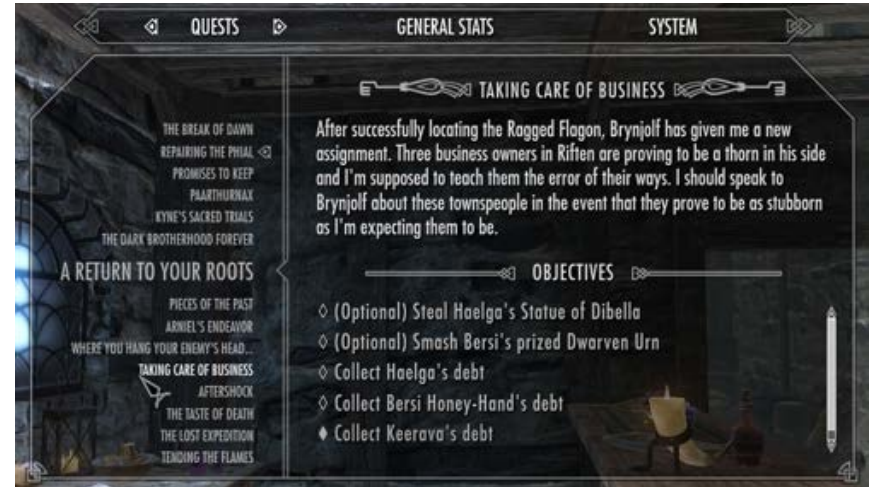 QUESTS
GENERAL STATS
SYSTEM
THE BREAK OF DAWN
REPAIRING THE PHIAL
PROMISES TO KEEP
PAARTHURNAX
KYNE'S SACRED TRIALS
THE DARK BROTHERHOOD FOREVER
A RETURN TO YOUR ROOTS
PIECES OF THE PAST
ARNIEL'S ENDEAVOR
WHERE YOU HANG YOUR ENEMY'S HEAD...
TAKING CARE OF BUSINESS
AFTERSHOCK
THE TASTE OF DEATH
THE LOST EXPEDITION
TENDING THE FLAMES
TAKING CARE OF BUSINESS
After successfully locating the Ragged Flagon, Brynjolf has given me a new
assignment. Three business owners in Riften are proving to be a thorn in his side
and I'm supposed to teach them the error of their ways. I should speak to
Brynjolf about these townspeople in the event that they prove to be as stubborn
as I'm expecting them to be.
OBJECTIVES
(Optional) Steal Haelga's Statue of Dibella
(Optional) Smash Bersi's prized Dwarven Urn
Collect Haelga's debt
Collect Bersi Honey-Hand's debt
Collect Keerava's debt